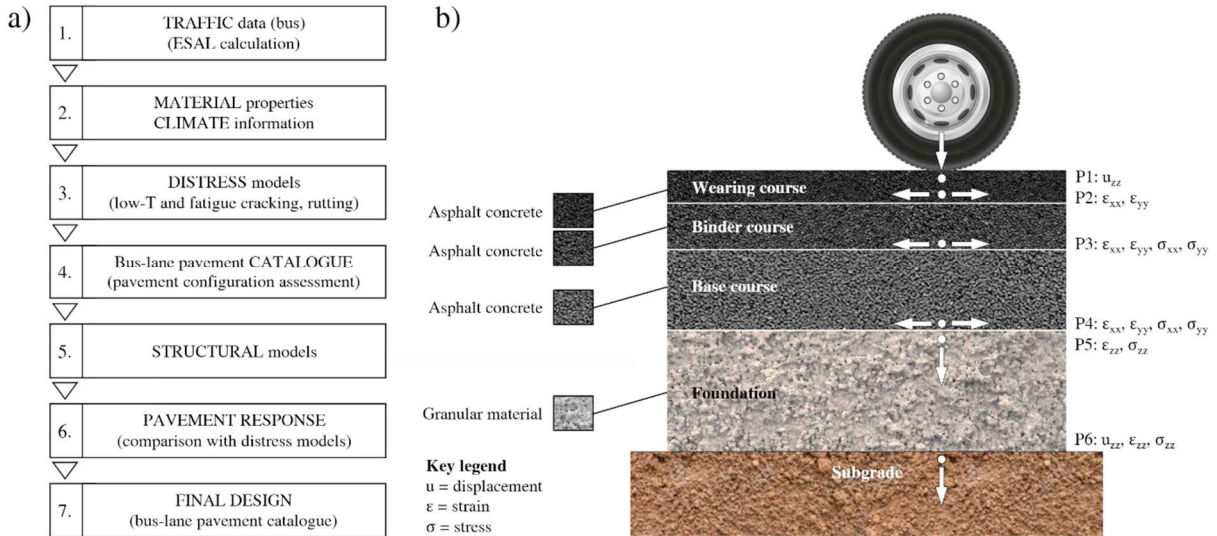 a)
1.
TRAFFIC data (bus)
(ESAL calculation)
2.
MATERIAL properties
CLIMATE information
3.
DISTRESS models
(low-T and fatigue cracking, rutting)
4.
Bus-lane pavement CATALOGUE
(pavement configuration assessment)
5.
STRUCTURAL models
6.
PAVEMENT RESPONSE
(comparison with distress models)
7.
FINAL DESIGN
(bus-lane pavement catalogue)
b)
Asphalt concrete
Asphalt concrete
Asphalt concrete
Granular material
Key legend
u = displacement
ε = strain
σ = stress
Wearing course
Binder course
Base course
Foundation
Subgrade
P1: uzz
P2: εxx, εyy
P3: εxx, εyy, σxx, σyy
P4: εxx, εyy, σxx, σyy
P5: εzz, σzz
P6: uzz, εzz, σzz